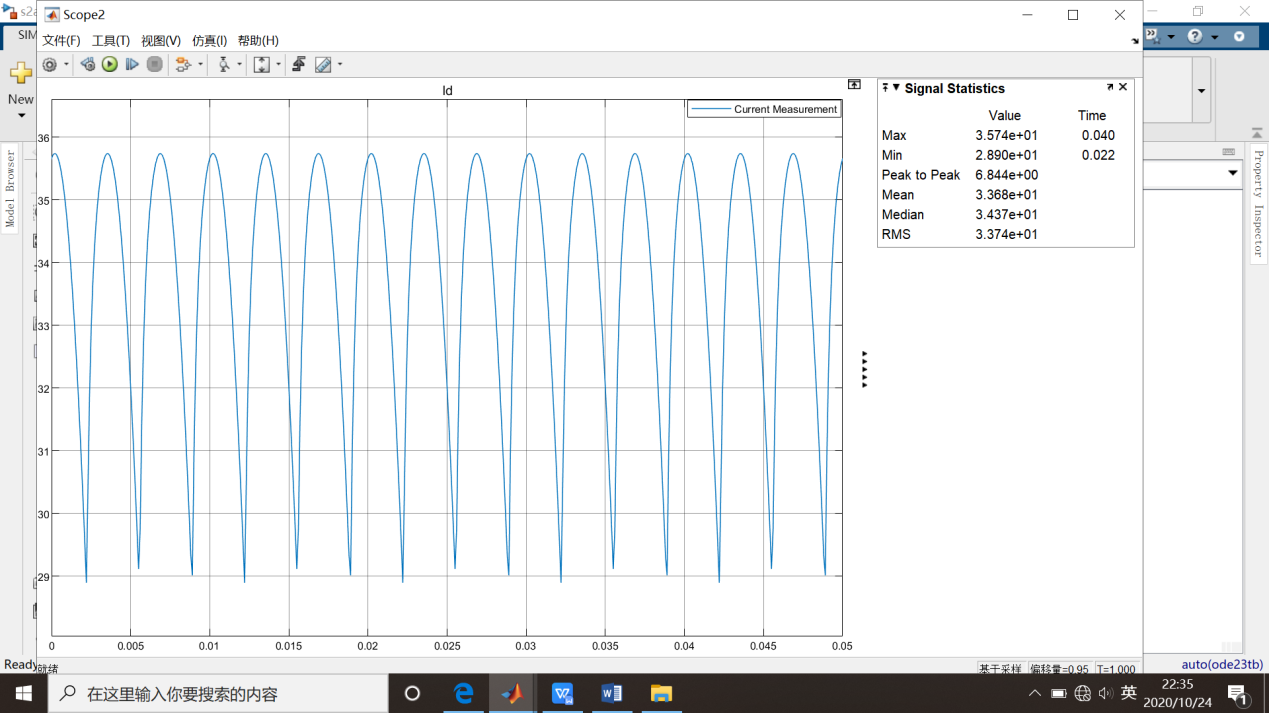 Scope2
文件(F) 工具(T) 视图(V) 仿真(I) 帮助(H)
SIM
New
Model Browser
Property Inspector
Id
Current Measurement
36
35
34
33
32
31
30
29
0 0.005 0.01 0.015 0.02 0.025 0.03 0.035 0.04 0.045 0.05
Signal Statistics
Value Time
Max 3.574e+01 0.040
Min 2.890e+01 0.022
Peak to Peak 6.844e+00
Mean 3.368e+01
Median 3.437e+01
RMS 3.374e+01
Ready
就绪
基于采样 偏移量=0.95 T=1.000
auto(ode23tb)
在这里输入你要搜索的内容
英
22:35
2020/10/24
1